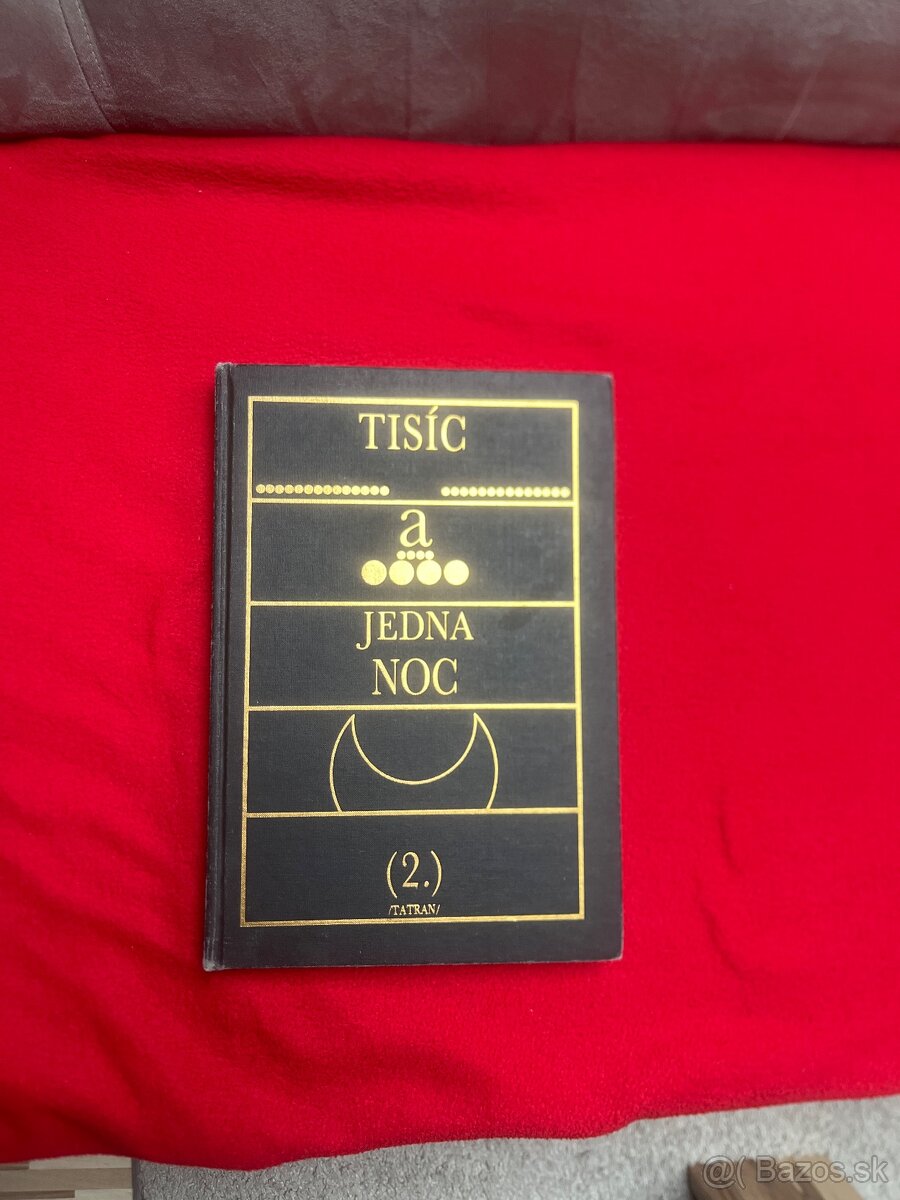 TISÍC
a
JEDNA
NOC
(2.)
/TATRAN/
@( Bazos.sk